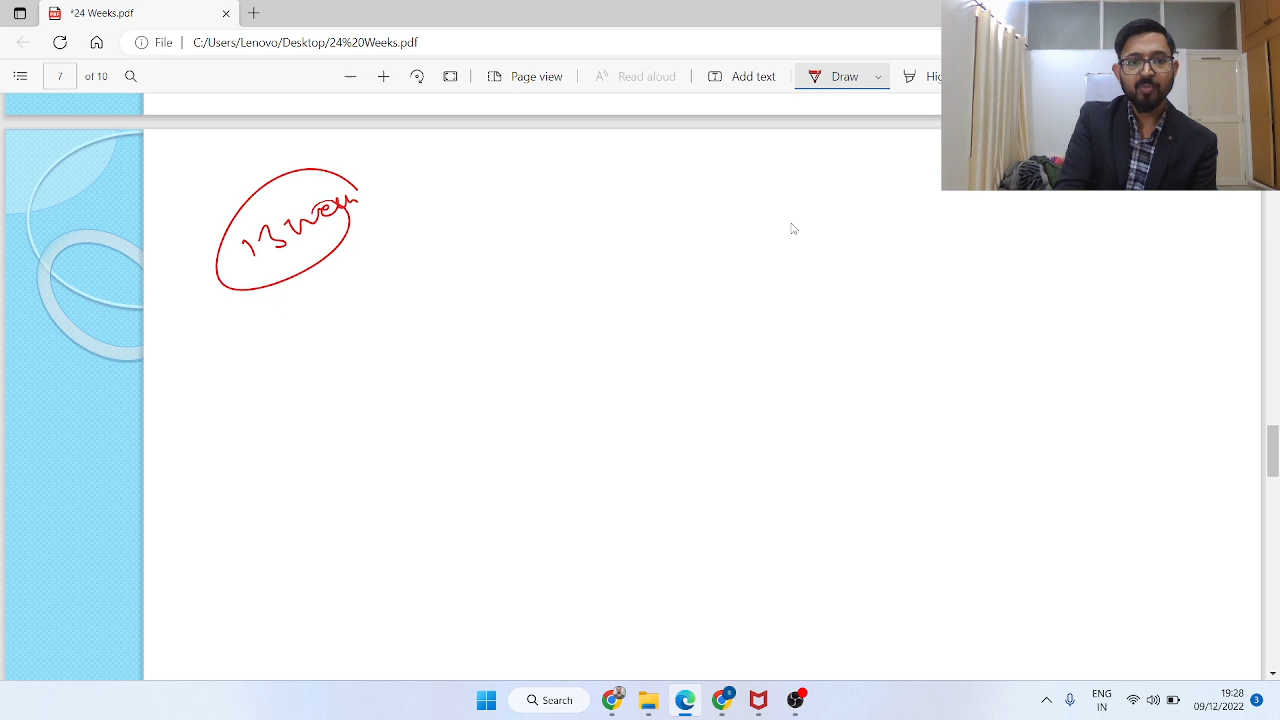 *24 Weeks.pdf
File C:/Users/Lenovo/Desktop/24%20Weeks.pdf
7 of 10 Page view Read aloud Add text Draw
13 week
Search
ENG
IN
19:28
09/12/2022
3